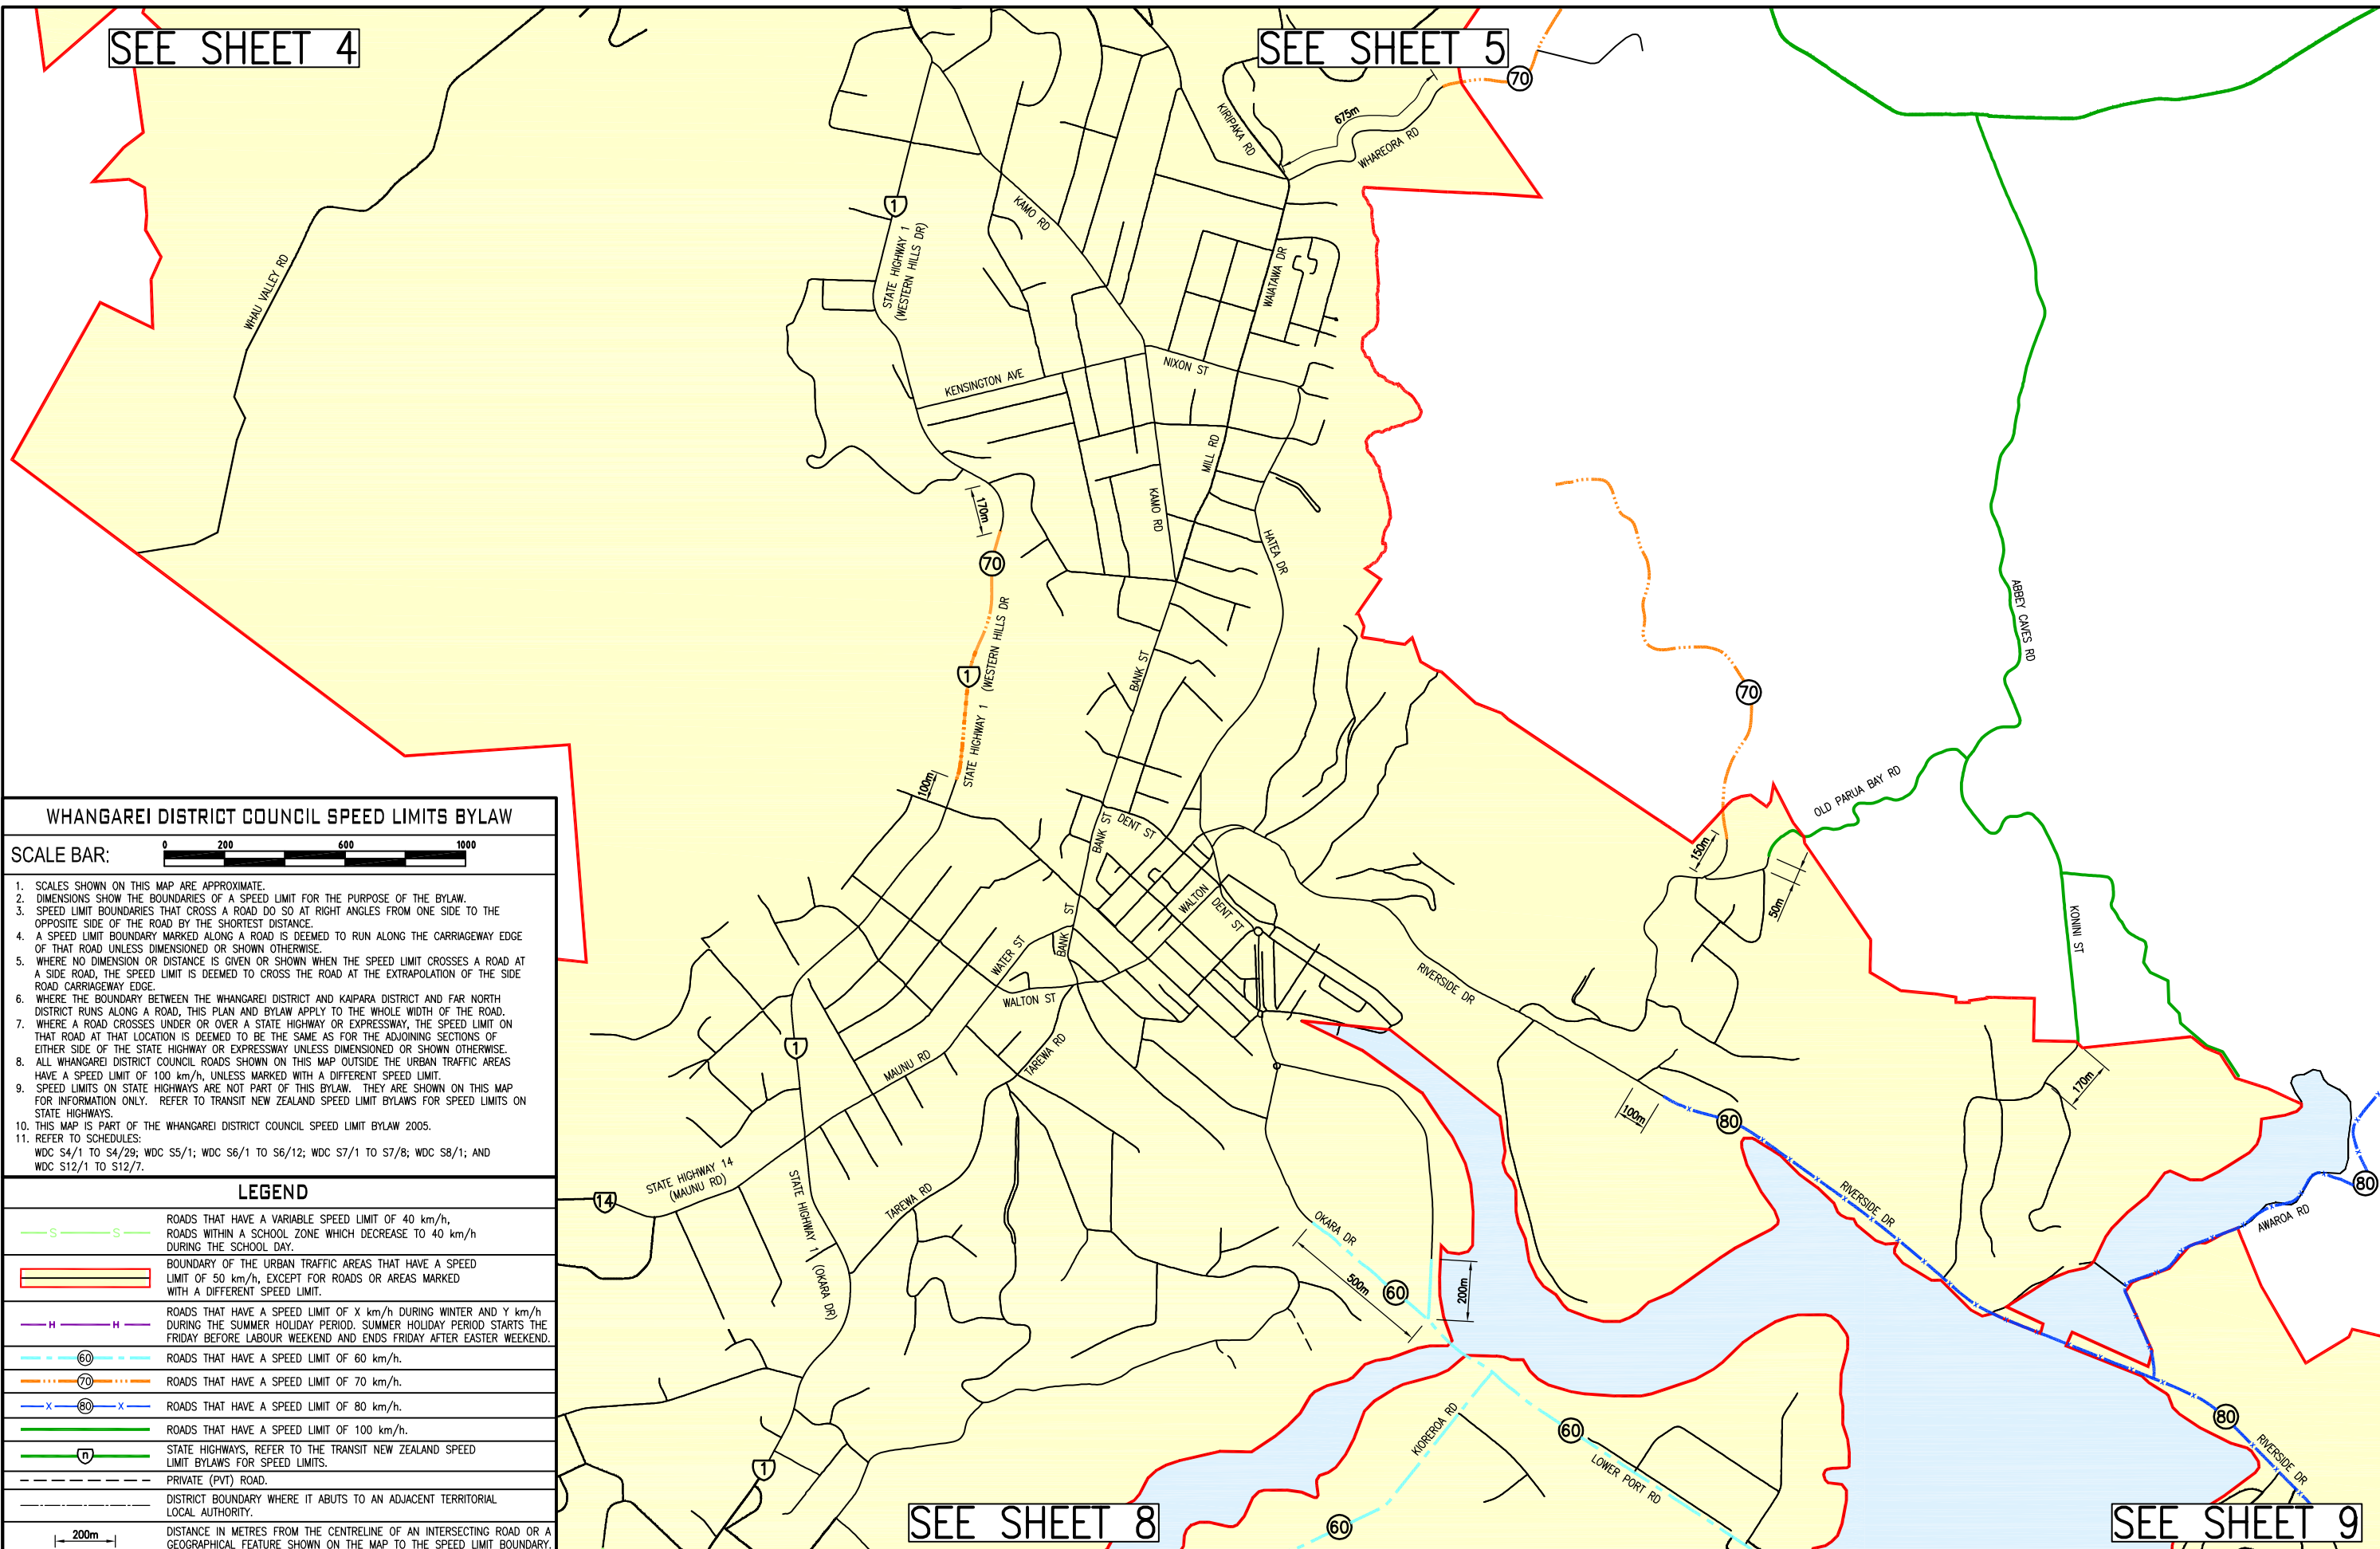 SEE SHEET 4
SEE SHEET 5
70
675m
KIRIPAKA RD
WHAREORA RD
1
KAMO RD
STATE HIGHWAY 1
(WESTERN HILLS DR)
WAIATAWA DR
WHAU VALLEY RD
NIXON ST
KENSINGTON AVE
MILL RD
KAMO RD
170m
HATEA DR
70
ABBEY CAVES RD
1
STATE HIGHWAY 1 (WESTERN HILLS DR
BANK ST
70
100m
OLD PARUA BAY RD
DENT ST
BANK ST
150m
50m
WALTON
DENT ST
BANK ST
WATER ST
WALTON ST
KONINI ST
RIVERSIDE DR
1
MAUNU RD
TAREWA RD
170m
100m
80
80
STATE HIGHWAY 14
(MAUNU RD)
14
TAREWA RD
STATE HIGHWAY 1 (OKARA DR)
OKARA DR
500m
60
200m
RIVERSIDE DR
AWAROA RD
KIOREROA RD
60
LOWER PORT RD
80
RIVERSIDE DR
1
60
SEE SHEET 8
SEE SHEET 9
WHANGAREI DISTRICT COUNCIL SPEED LIMITS BYLAW
SCALE BAR:
0 200 600 1000
1. SCALES SHOWN ON THIS MAP ARE APPROXIMATE.
2. DIMENSIONS SHOW THE BOUNDARIES OF A SPEED LIMIT FOR THE PURPOSE OF THE BYLAW.
3. SPEED LIMIT BOUNDARIES THAT CROSS A ROAD DO SO AT RIGHT ANGLES FROM ONE SIDE TO THE
OPPOSITE SIDE OF THE ROAD BY THE SHORTEST DISTANCE.
4. A SPEED LIMIT BOUNDARY MARKED ALONG A ROAD IS DEEMED TO RUN ALONG THE CARRIAGEWAY EDGE
OF THAT ROAD UNLESS DIMENSIONED OR SHOWN OTHERWISE.
5. WHERE NO DIMENSION OR DISTANCE IS GIVEN OR SHOWN WHEN THE SPEED LIMIT CROSSES A ROAD AT
A SIDE ROAD, THE SPEED LIMIT IS DEEMED TO CROSS THE ROAD AT THE EXTRAPOLATION OF THE SIDE
ROAD CARRIAGEWAY EDGE.
6. WHERE THE BOUNDARY BETWEEN THE WHANGAREI DISTRICT AND KAIPARA DISTRICT AND FAR NORTH
DISTRICT RUNS ALONG A ROAD, THIS PLAN AND BYLAW APPLY TO THE WHOLE WIDTH OF THE ROAD.
7. WHERE A ROAD CROSSES UNDER OR OVER A STATE HIGHWAY OR EXPRESSWAY, THE SPEED LIMIT ON
THAT ROAD AT THAT LOCATION IS DEEMED TO BE THE SAME AS FOR THE ADJOINING SECTIONS OF
EITHER SIDE OF THE STATE HIGHWAY OR EXPRESSWAY UNLESS DIMENSIONED OR SHOWN OTHERWISE.
8. ALL WHANGAREI DISTRICT COUNCIL ROADS SHOWN ON THIS MAP OUTSIDE THE URBAN TRAFFIC AREAS
HAVE A SPEED LIMIT OF 100 km/h, UNLESS MARKED WITH A DIFFERENT SPEED LIMIT.
9. SPEED LIMITS ON STATE HIGHWAYS ARE NOT PART OF THIS BYLAW. THEY ARE SHOWN ON THIS MAP
FOR INFORMATION ONLY. REFER TO TRANSIT NEW ZEALAND SPEED LIMIT BYLAWS FOR SPEED LIMITS ON
STATE HIGHWAYS.
10. THIS MAP IS PART OF THE WHANGAREI DISTRICT COUNCIL SPEED LIMIT BYLAW 2005.
11. REFER TO SCHEDULES:
WDC S4/1 TO S4/29; WDC S5/1; WDC S6/1 TO S6/12; WDC S7/1 TO S7/8; WDC S8/1; AND
WDC S12/1 TO S12/7.
LEGEND
S S ROADS THAT HAVE A VARIABLE SPEED LIMIT OF 40 km/h,
ROADS WITHIN A SCHOOL ZONE WHICH DECREASE TO 40 km/h
DURING THE SCHOOL DAY.
BOUNDARY OF THE URBAN TRAFFIC AREAS THAT HAVE A SPEED
LIMIT OF 50 km/h, EXCEPT FOR ROADS OR AREAS MARKED
WITH A DIFFERENT SPEED LIMIT.
H H ROADS THAT HAVE A SPEED LIMIT OF X km/h DURING WINTER AND Y km/h
DURING THE SUMMER HOLIDAY PERIOD. SUMMER HOLIDAY PERIOD STARTS THE
FRIDAY BEFORE LABOUR WEEKEND AND ENDS FRIDAY AFTER EASTER WEEKEND.
60 ROADS THAT HAVE A SPEED LIMIT OF 60 km/h.
70 ROADS THAT HAVE A SPEED LIMIT OF 70 km/h.
X 80 X ROADS THAT HAVE A SPEED LIMIT OF 80 km/h.
ROADS THAT HAVE A SPEED LIMIT OF 100 km/h.
n STATE HIGHWAYS, REFER TO THE TRANSIT NEW ZEALAND SPEED
LIMIT BYLAWS FOR SPEED LIMITS.
PRIVATE (PVT) ROAD.
DISTRICT BOUNDARY WHERE IT ABUTS TO AN ADJACENT TERRITORIAL
LOCAL AUTHORITY.
200m DISTANCE IN METRES FROM THE CENTRELINE OF AN INTERSECTING ROAD OR A
GEOGRAPHICAL FEATURE SHOWN ON THE MAP TO THE SPEED LIMIT BOUNDARY.